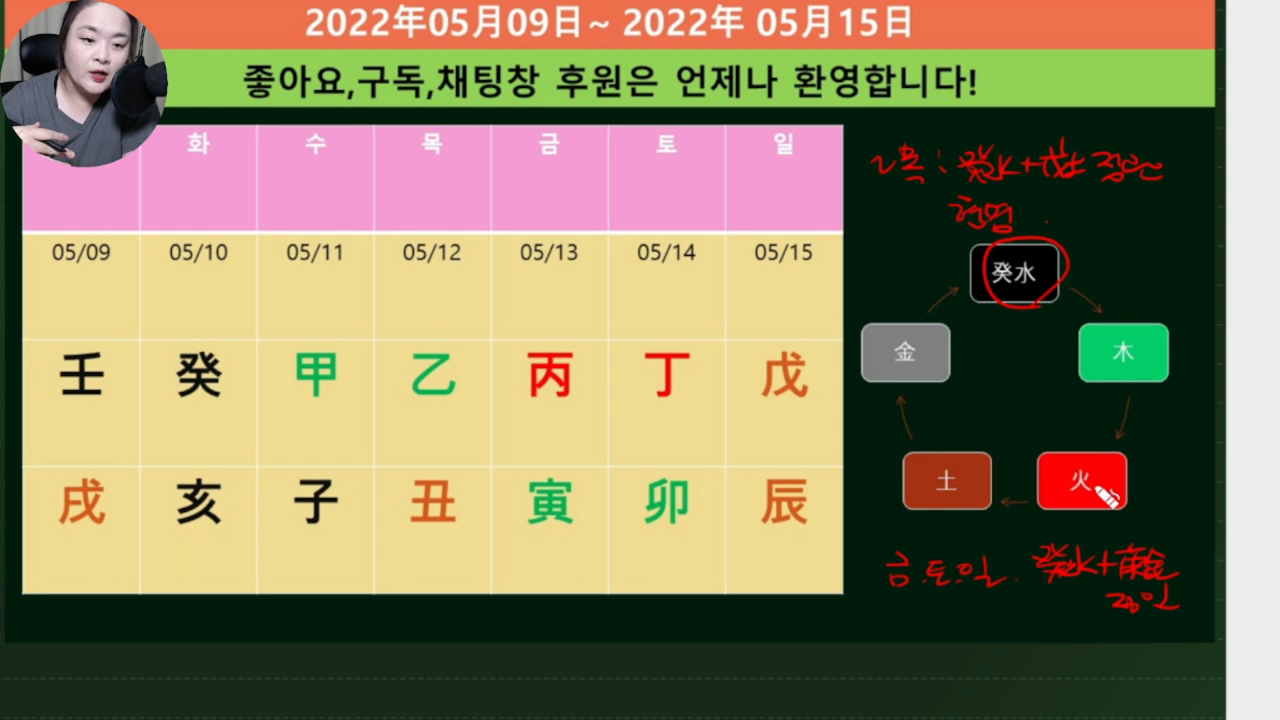 2022年05月09日~ 2022年 05月15日
좋아요,구독,채팅창 후원은 언제나 환영합니다!
화 수 목 금 토 일
05/09 05/10 05/11 05/12 05/13 05/14 05/15
壬 癸 甲 乙 丙 丁 戊
戌 亥 子 丑 寅 卯 辰
癸水
金
木
土
火
금.토.일.